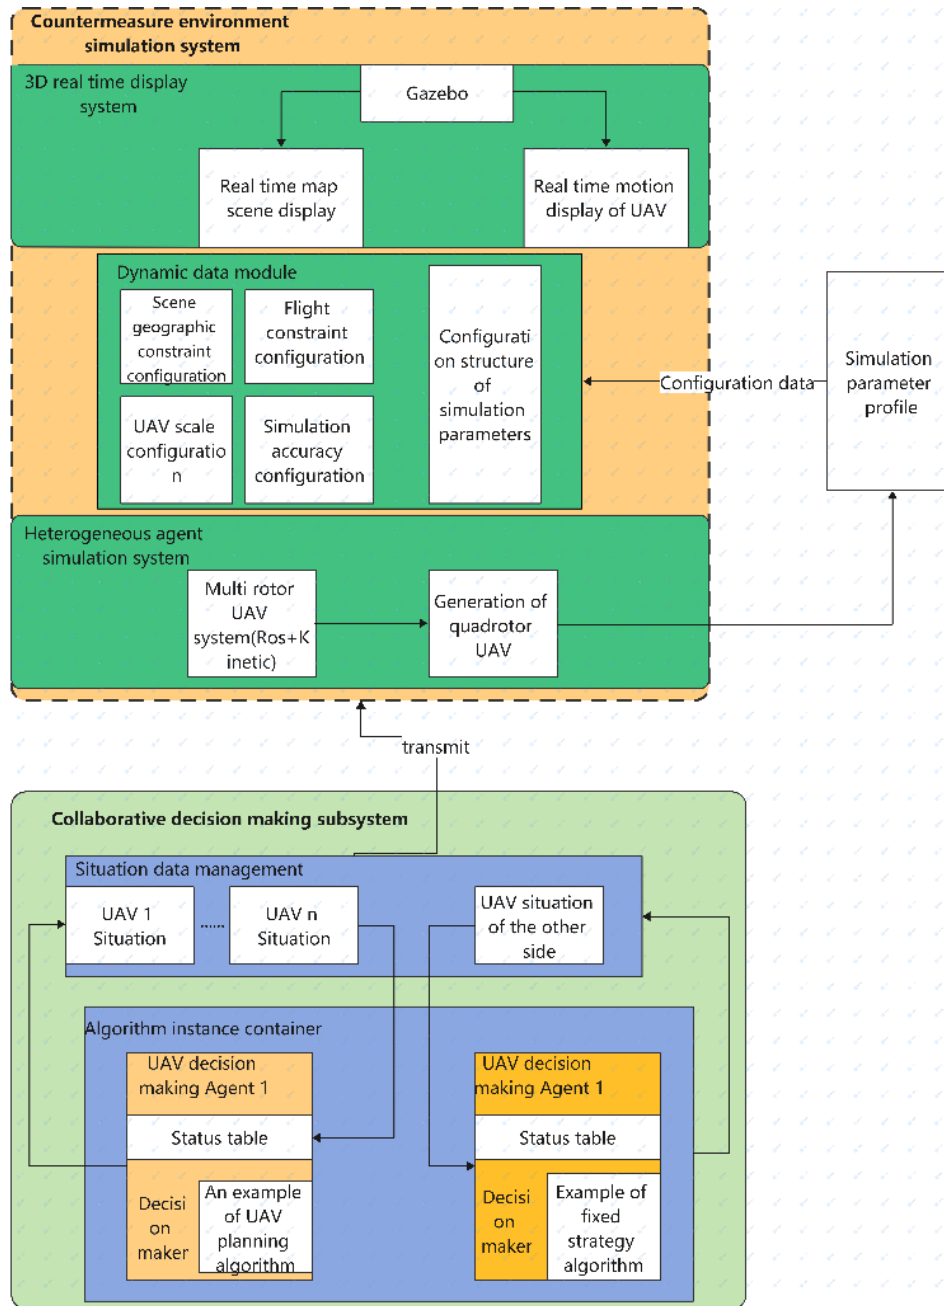 Countermeasure environment
simulation system
3D real time display
system
Gazebo
Real time map
scene display
Real time motion
display of UAV
Dynamic data module
Scene
geographic
constraint
configuration
Flight
constraint
configuration
Configurati
on structure
of
simulation
parameters
UAV scale
configuratio
n
Simulation
accuracy
configuration
Configuration data
Simulation
parameter
profile
Heterogeneous agent
simulation system
Multi rotor
UAV
system(Ros+K
inetic)
Generation of
quadrotor
UAV
transmit
Collaborative decision making subsystem
Situation data management
UAV 1
Situation
......
UAV n
Situation
UAV situation
of the other
side
Algorithm instance container
UAV decision
making Agent 1
Status table
Decisi
on
maker
An example
of UAV
planning
algorithm
UAV decision
making Agent 1
Status table
Decisi
on
maker
Example of
fixed
strategy
algorithm